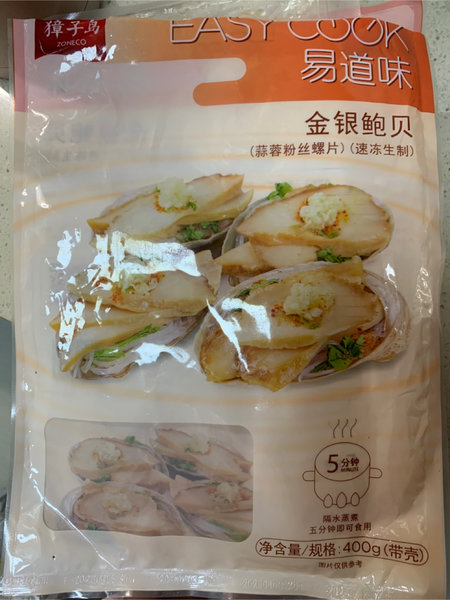 獐子岛
ZONECO
EASY COOK
易道味
金银鲍贝
(蒜蓉粉丝螺片)(速冻生制)
5分钟
MINUTE
隔水蒸煮
五分钟即可食用
净含量/规格: 400g(带壳)
图片仅供参考